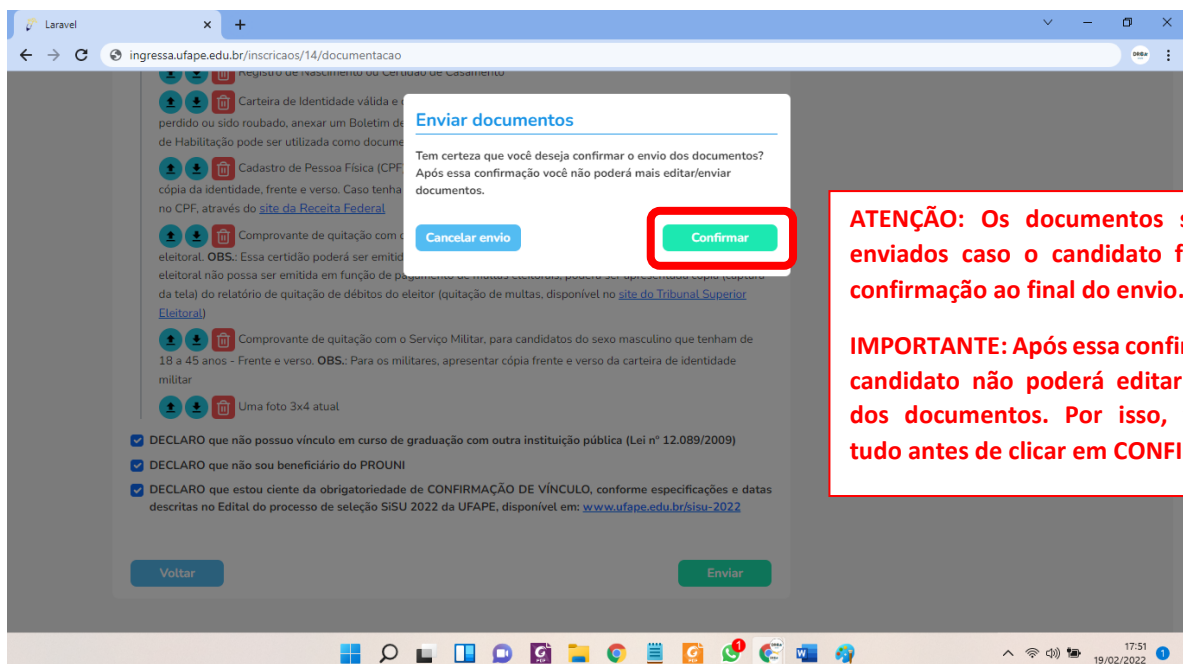 Laravel
ingressa.ufape.edu.br/inscricaos/14/documentacao
Registro de Nascimento ou Certidão de Casamento
Carteira de Identidade válida e
perdido ou sido roubado, anexar um Boletim de
de Habilitação pode ser utilizada como docume
Cadastro de Pessoa Física (CPF
cópia da identidade, frente e verso. Caso tenha
no CPF, através do site da Receita Federal
Comprovante de quitação com
eleitoral. OBS.: Essa certidão poderá ser emitid
eleitoral não possa ser emitida em função de pagamento de multas eleitorais, poderá ser apresentada cópia (captura
da tela) do relatório de quitação de débitos do eleitor (quitação de multas, disponível no site do Tribunal Superior
Eleitoral)
Comprovante de quitação com o Serviço Militar, para candidatos do sexo masculino que tenham de
18 a 45 anos - Frente e verso. OBS.: Para os militares, apresentar cópia frente e verso da carteira de identidade
militar
Uma foto 3x4 atual
DECLARO que não possuo vínculo em curso de graduação com outra instituição pública (Lei nº 12.089/2009)
DECLARO que não sou beneficiário do PROUNI
DECLARO que estou ciente da obrigatoriedade de CONFIRMAÇÃO DE VÍNCULO, conforme especificações e datas
descritas no Edital do processo de seleção SiSU 2022 da UFAPE, disponível em: www.ufape.edu.br/sisu-2022
Voltar
Enviar
Enviar documentos
Tem certeza que você deseja confirmar o envio dos documentos?
Após essa confirmação você não poderá mais editar/enviar
documentos.
Cancelar envio
Confirmar
ATENÇÃO: Os documentos s
enviados caso o candidato f
confirmação ao final do envio.
IMPORTANTE: Após essa confi
candidato não poderá editar
dos documentos. Por isso,
tudo antes de clicar em CONFI
17:51
19/02/2022
1